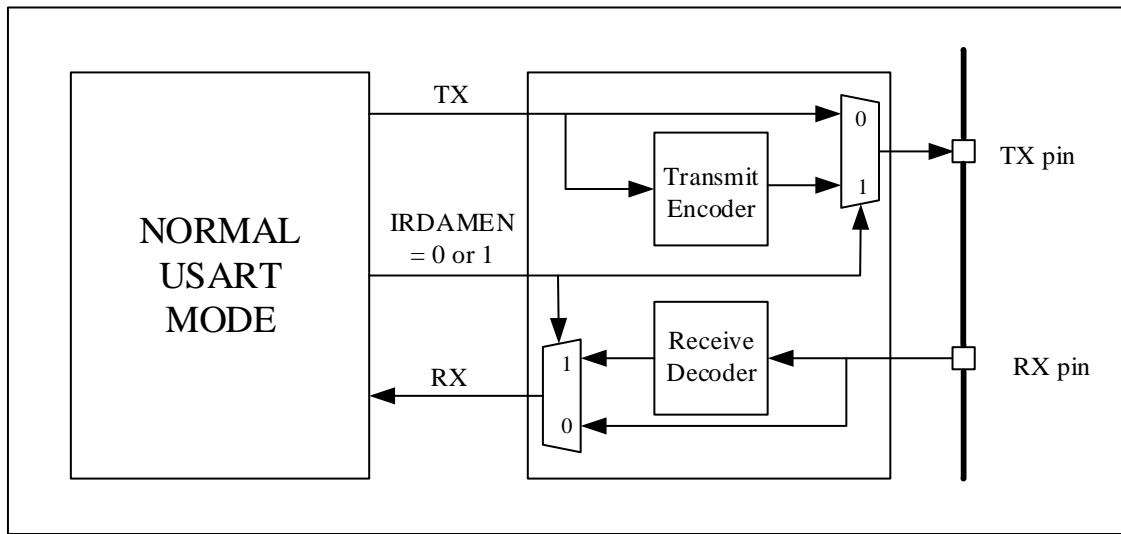 TX
0
TX pin
Transmit
Encoder
1
NORMAL
USART
MODE
IRDAMEN
= 0 or 1
Receive
Decoder
1
RX
RX pin
0